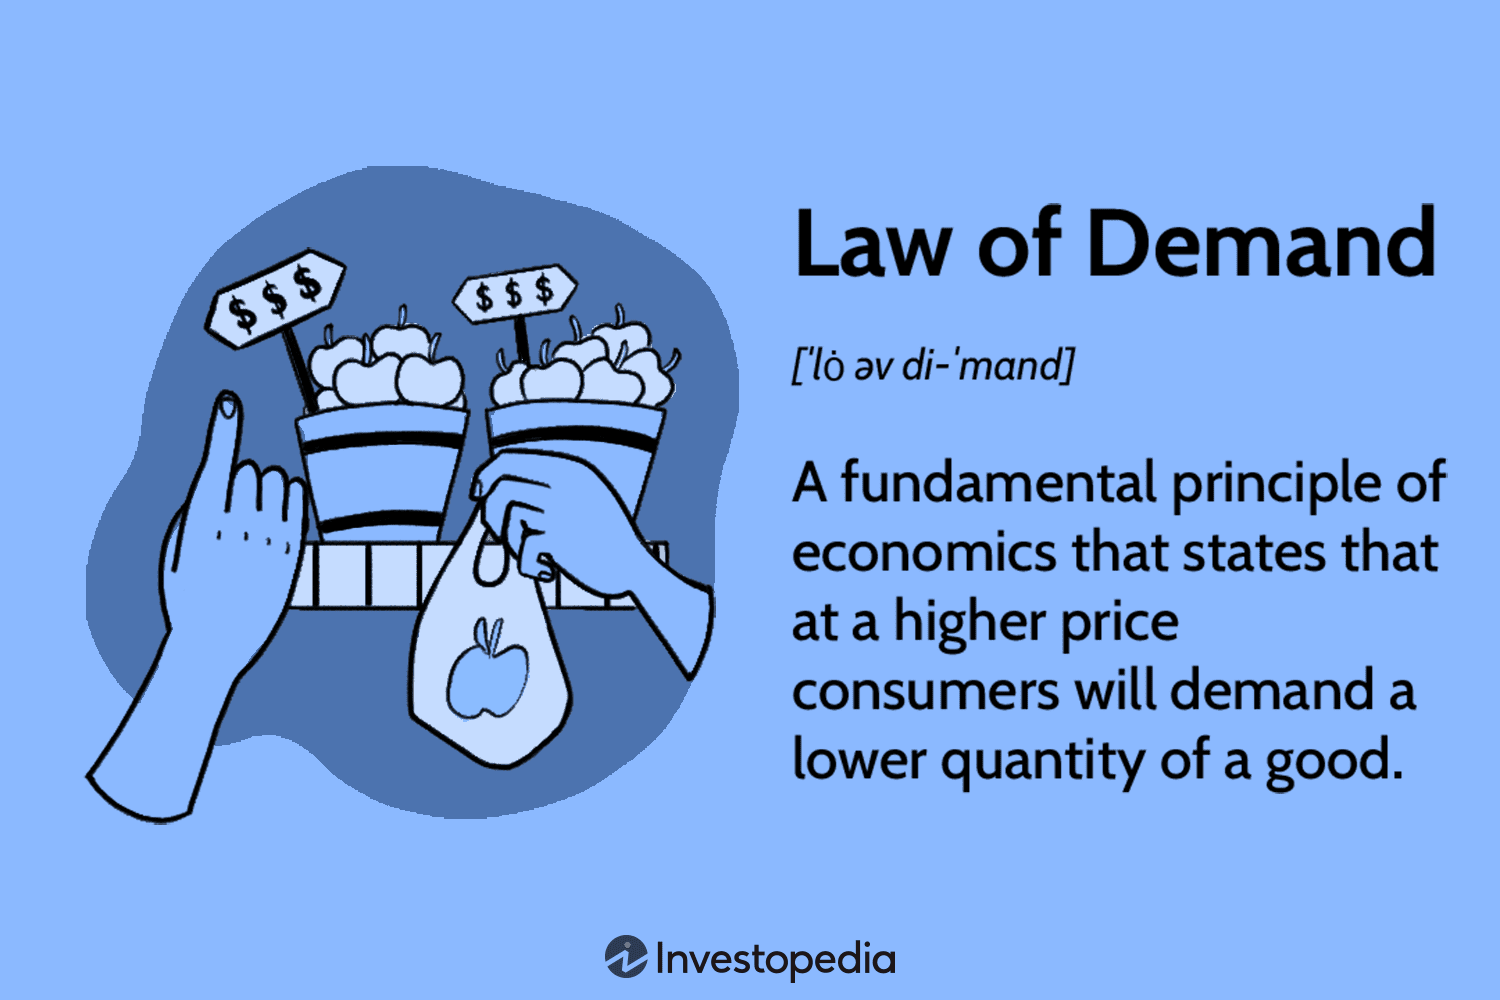 $ $ $
$ $ $
Law of Demand
[ˈlȯ əv di-ˈmand]
A fundamental principle of
economics that states that
at a higher price
consumers will demand a
lower quantity of a good.
Investopedia